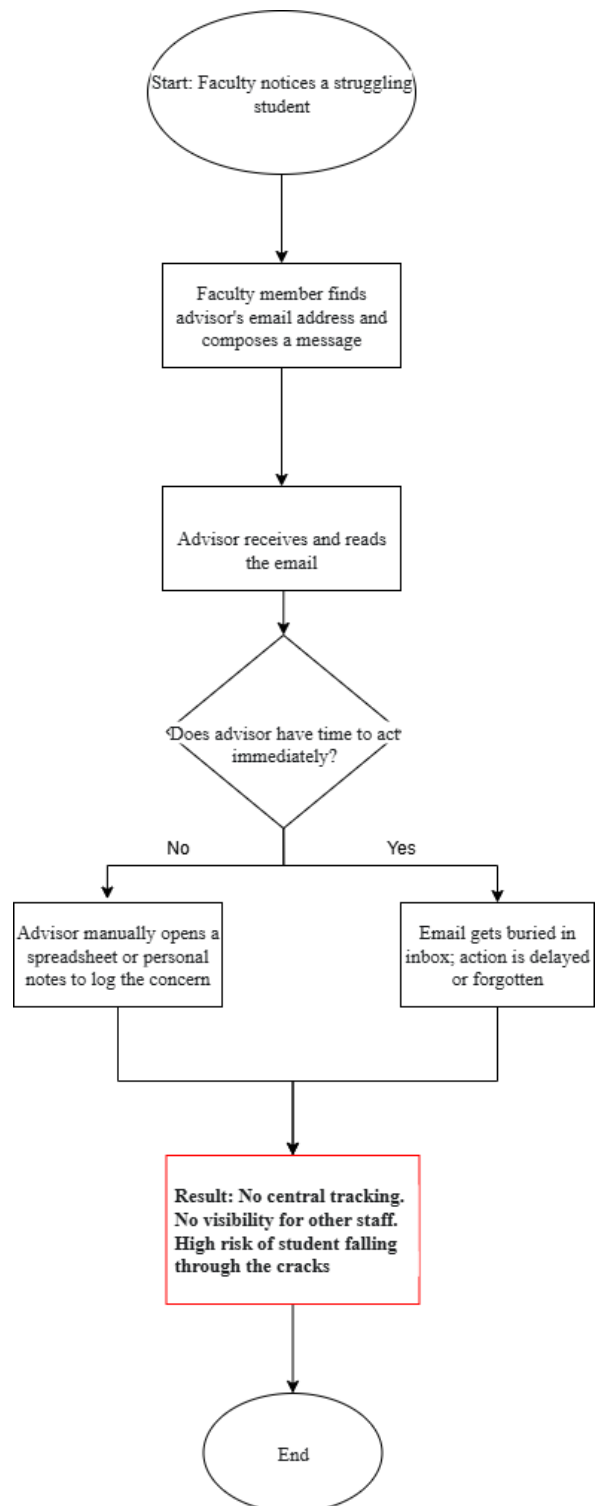 Start: Faculty notices a struggling
student
Faculty member finds
advisor's email address and
composes a message
Advisor receives and reads
the email
Does advisor have time to act
immediately?
No
Yes
Advisor manually opens a
spreadsheet or personal
notes to log the concern
Email gets buried in
inbox; action is delayed
or forgotten
Result: No central tracking.
No visibility for other staff.
High risk of student falling
through the cracks
End